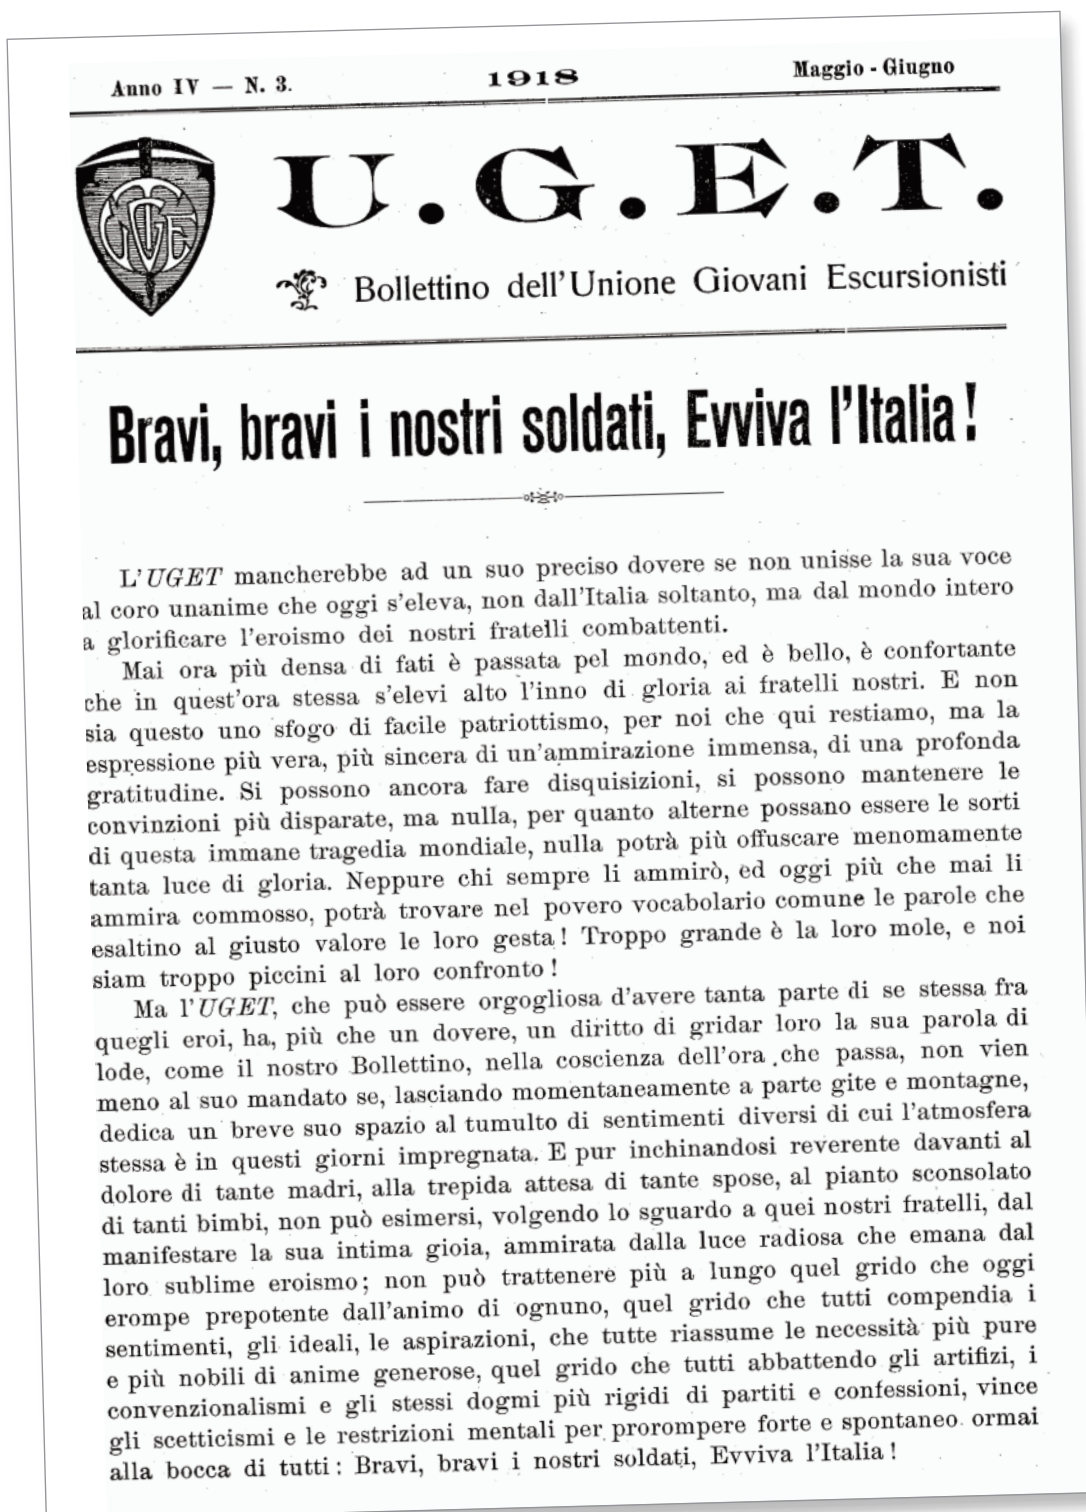 Anno IV — N. 3.
1918
Maggio - Giugno
UGET
U.G.E.T.
Bollettino dell'Unione Giovani Escursionisti
Bravi, bravi i nostri soldati, Evviva l'Italia!
L'UGET mancherebbe ad un suo preciso dovere se non unisse la sua voce
al coro unanime che oggi s'eleva, non dall'Italia soltanto, ma dal mondo intero
a glorificare l'eroismo dei nostri fratelli combattenti.
Mai ora più densa di fati è passata pel mondo, ed è bello, è confortante
che in quest'ora stessa s'elevi alto l'inno di gloria ai fratelli nostri. E non
sia questo uno sfogo di facile patriottismo, per noi che qui restiamo, ma la
espressione più vera, più sincera di un'ammirazione immensa, di una profonda
gratitudine. Si possono ancora fare disquisizioni, si possono mantenere le
convinzioni più disparate, ma nulla, per quanto alterne possano essere le sorti
di questa immane tragedia mondiale, nulla potrà più offuscare menomamente
tanta luce di gloria. Neppure chi sempre li ammirò, ed oggi più che mai li
ammira commosso, potrà trovare nel povero vocabolario comune le parole che
esaltino al giusto valore le loro gesta! Troppo grande è la loro mole, e noi
siam troppo piccini al loro confronto!
Ma l'UGET, che può essere orgogliosa d'avere tanta parte di se stessa fra
quegli eroi, ha, più che un dovere, un diritto di gridar loro la sua parola di
lode, come il nostro Bollettino, nella coscienza dell'ora che passa, non vien
meno al suo mandato se, lasciando momentaneamente a parte gite e montagne,
dedica un breve suo spazio al tumulto di sentimenti diversi di cui l'atmosfera
stessa è in questi giorni impregnata. E pur inchinandosi reverente davanti al
dolore di tante madri, alla trepida attesa di tante spose, al pianto sconsolato
di tanti bimbi, non può esimersi, volgendo lo sguardo a quei nostri fratelli, dal
manifestare la sua intima gioia, ammirata dalla luce radiosa che emana dal
loro sublime eroismo; non può trattenere più a lungo quel grido che oggi
erompe prepotente dall'animo di ognuno, quel grido che tutti compendia i
sentimenti, gli ideali, le aspirazioni, che tutte riassume le necessità più pure
e più nobili di anime generose, quel grido che tutti abbattendo gli artifizi, i
convenzionalismi e gli stessi dogmi più rigidi di partiti e confessioni, vince
gli scetticismi e le restrizioni mentali per prorompere forte e spontaneo ormai
alla bocca di tutti: Bravi, bravi i nostri soldati, Evviva l'Italia!